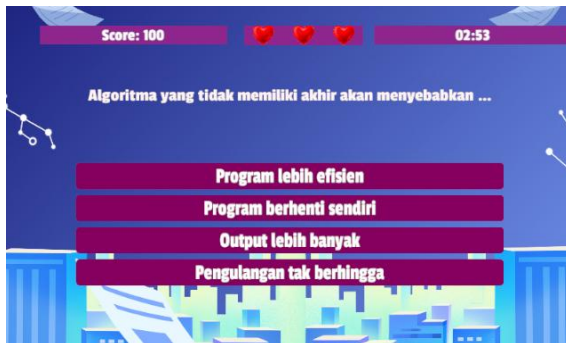 Score: 100
02:53
Algoritma yang tidak memiliki akhir akan menyebabkan ...
Program lebih efisien
Program berhenti sendiri
Output lebih banyak
Pengulangan tak berhingga